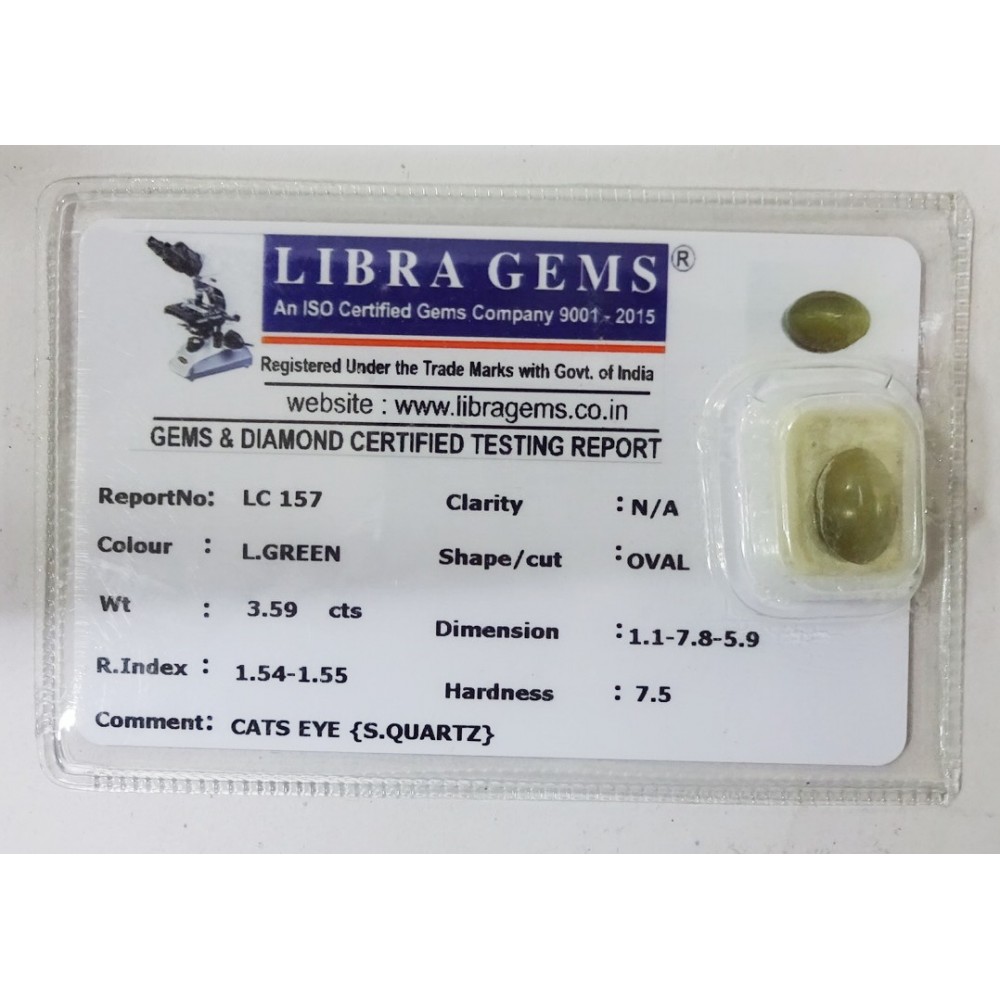 LIBRA GEMS ®
An ISO Certified Gems Company 9001 - 2015
Registered Under the Trade Marks with Govt. of India
website : www.libragems.co.in
GEMS & DIAMOND CERTIFIED TESTING REPORT
ReportNo: LC 157
Colour : L.GREEN
Wt : 3.59 cts
R.Index : 1.54-1.55
Comment: CATS EYE {S.QUARTZ}
Clarity : N/A
Shape/cut : OVAL
Dimension : 1.1-7.8-5.9
Hardness : 7.5